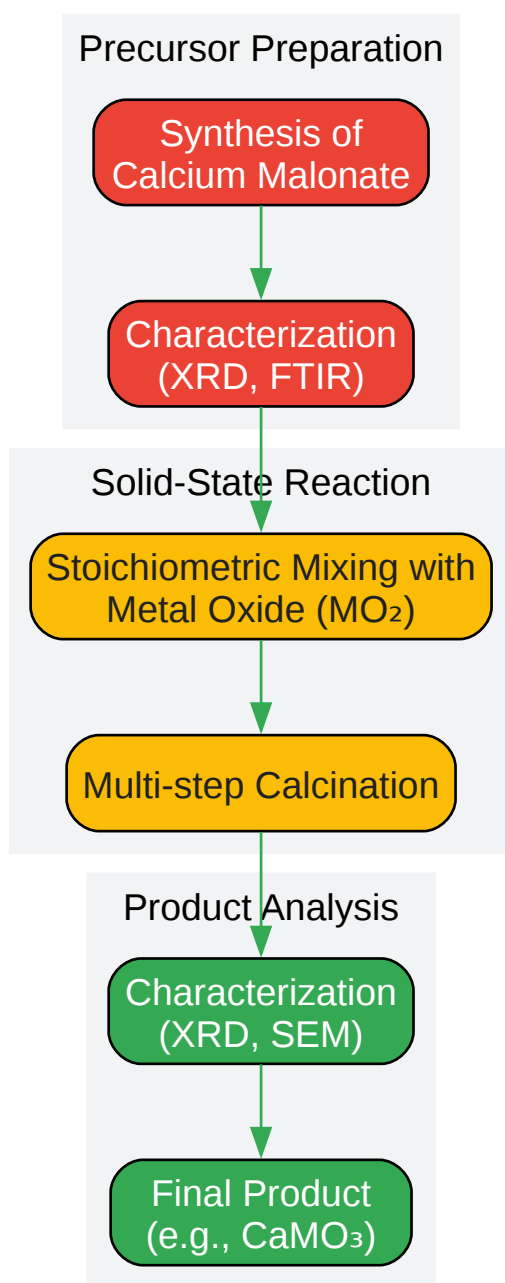 Precursor Preparation
Synthesis of
Calcium Malonate
Characterization
(XRD, FTIR)
Solid-State Reaction
Stoichiometric Mixing with
Metal Oxide (MO₂)
Multi-step Calcination
Product Analysis
Characterization
(XRD, SEM)
Final Product
(e.g., CaMO₃)